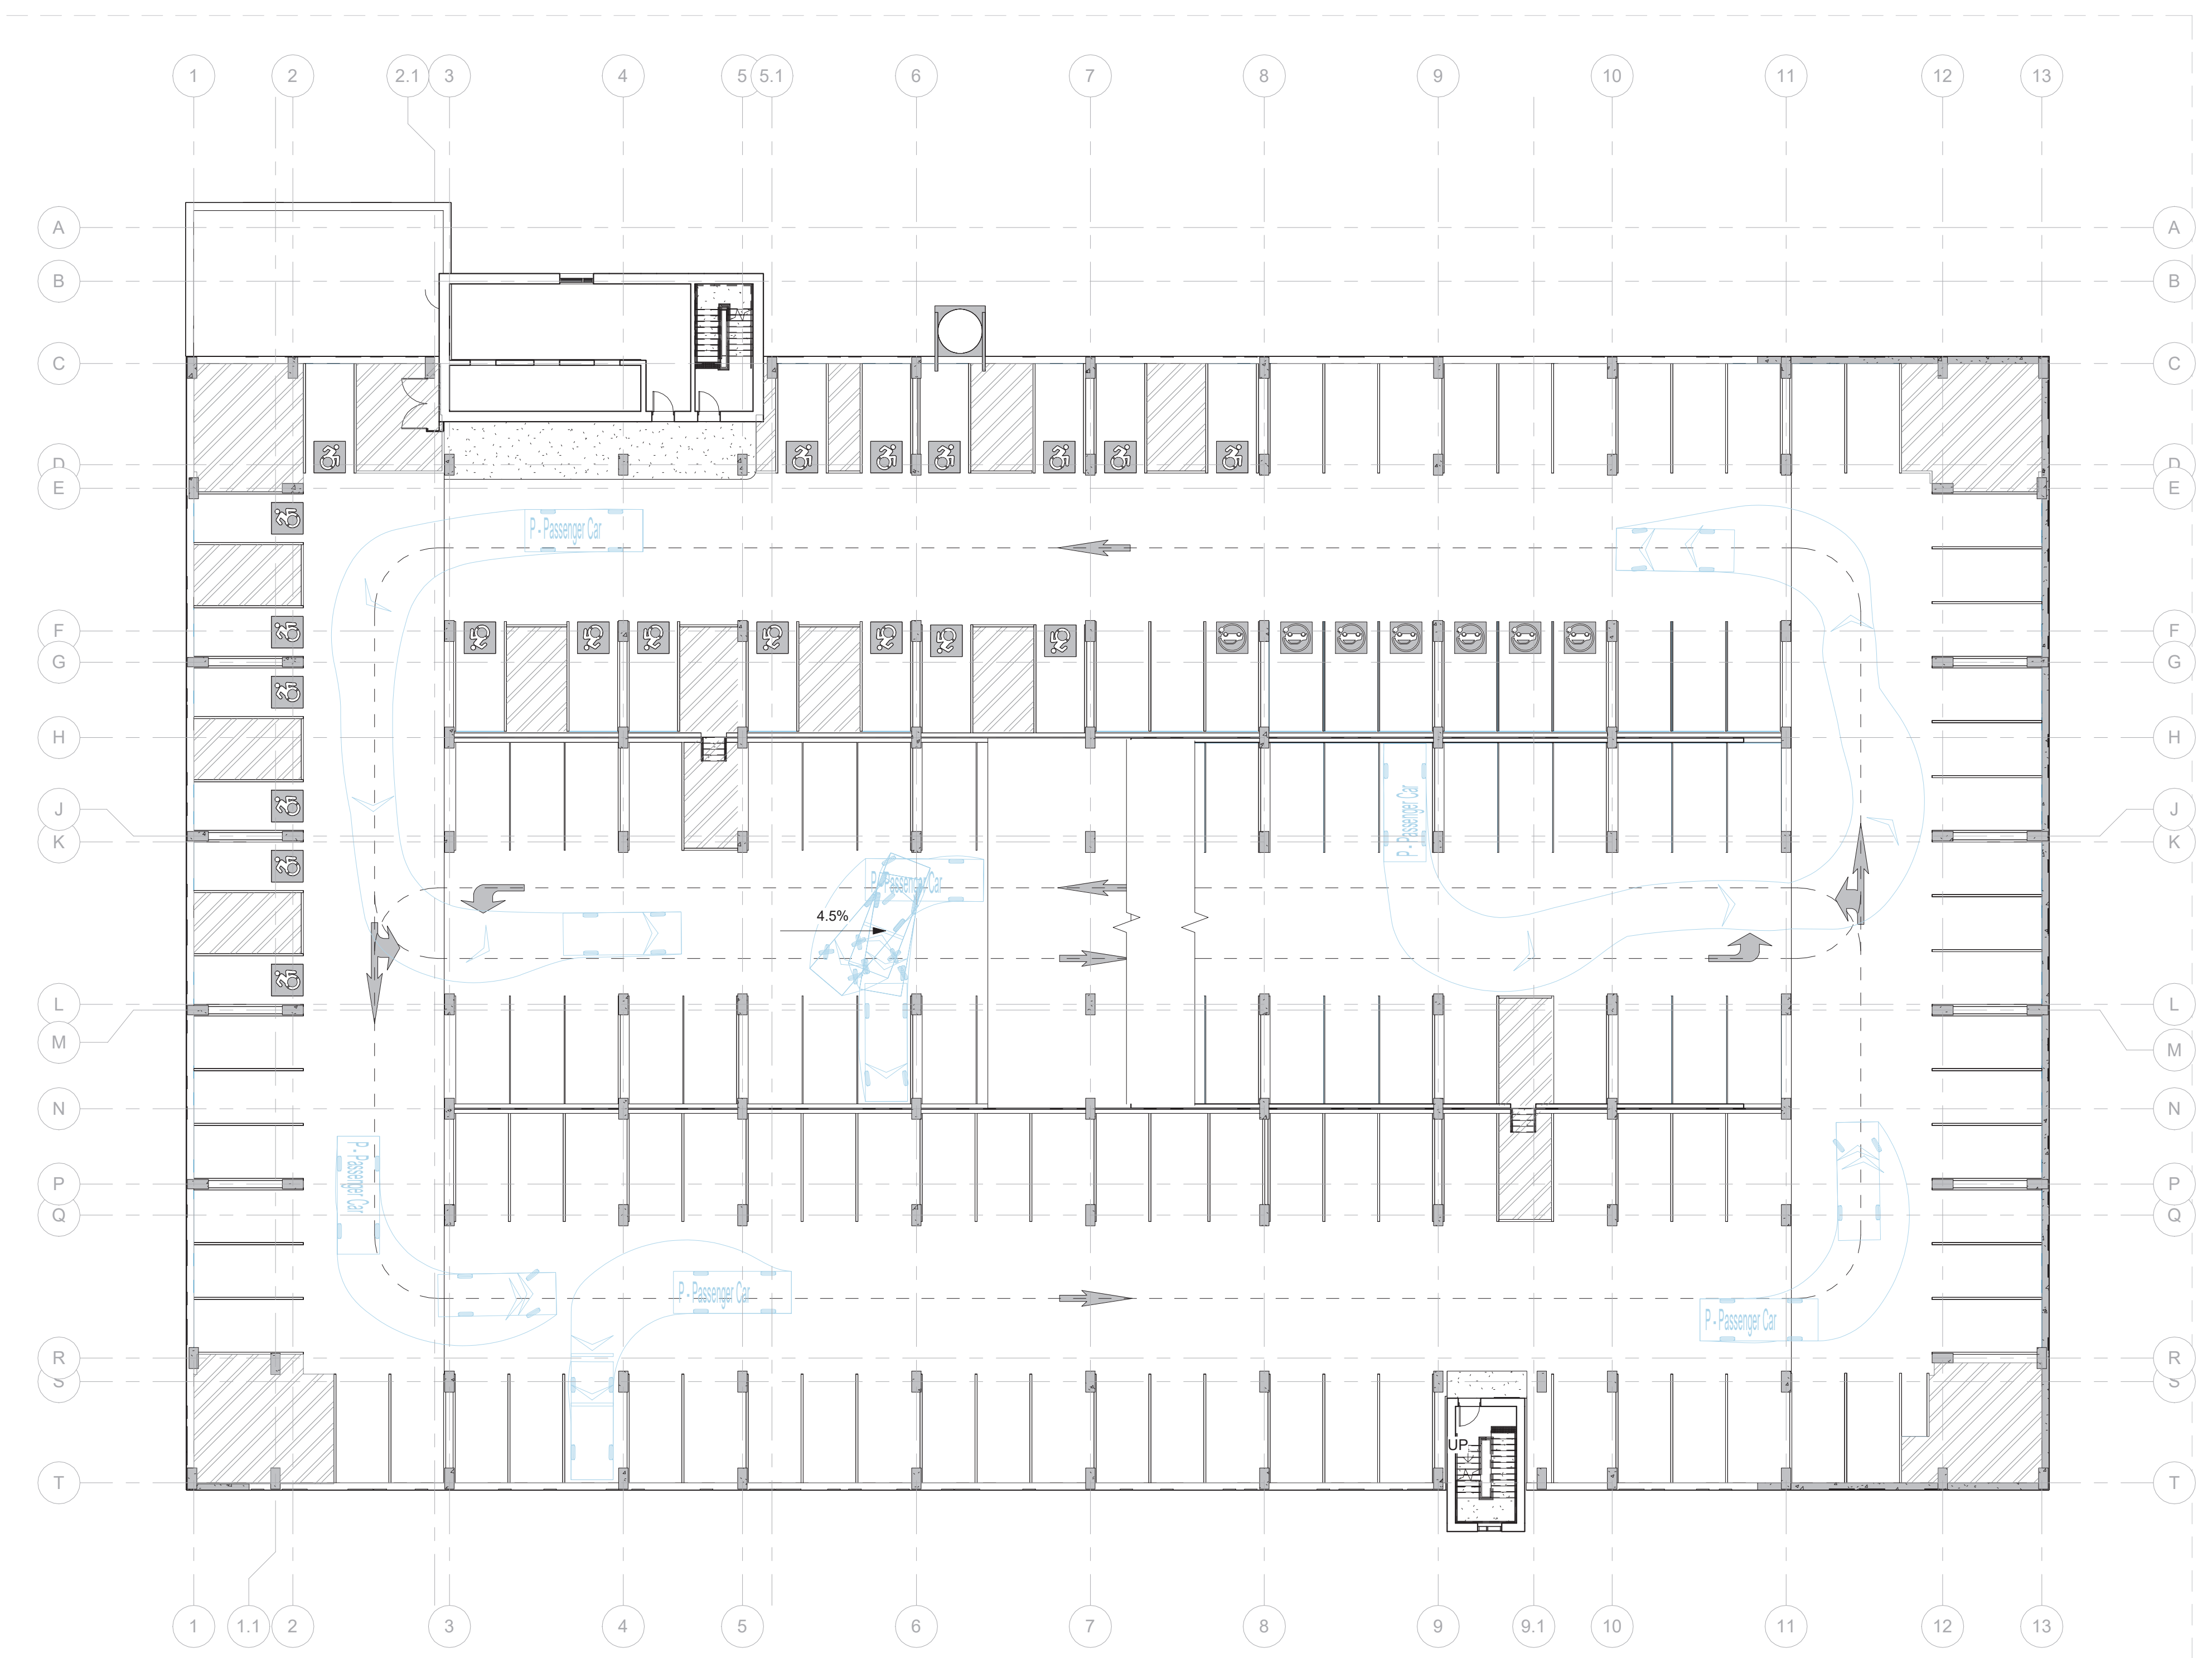 1 2 2.1 3 4 5 5.1 6 7 8 9 10 11 12 13
A A
B B
C C
D D
E E
P - Passenger Car
F F
G G
H H
J J
K K
P - Passenger Car
P - Passenger Car
4.5%
L L
M M
N N
P - Passenger Car
P P
Q Q
P - Passenger Car
P - Passenger Car
R R
S S
UP
T T
1 1.1 2 3 4 5 6 7 8 9 9.1 10 11 12 13